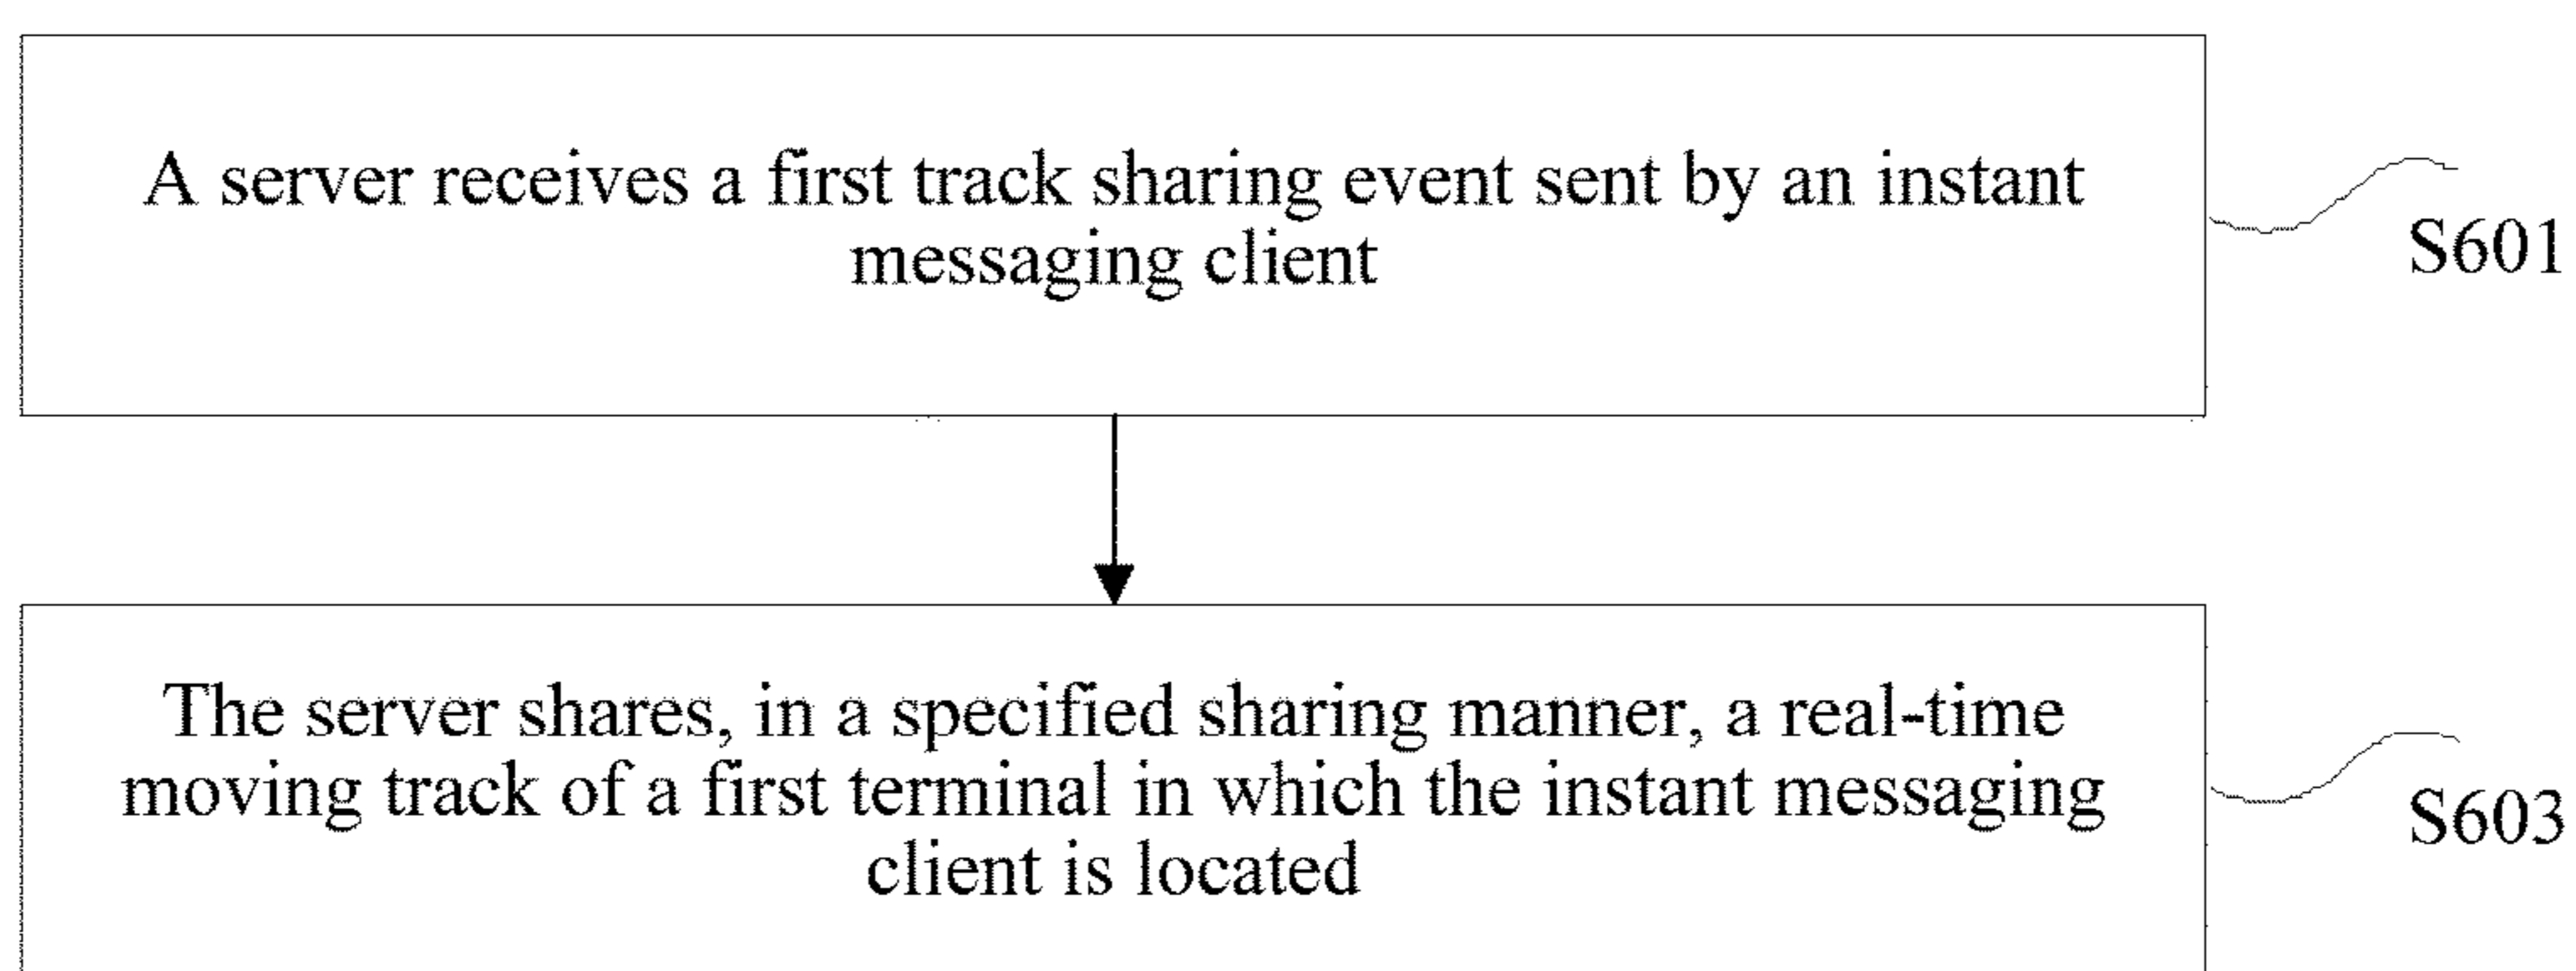 A server receives a first track sharing event sent by an instant
messaging client
S601
The server shares, in a specified sharing manner, a real-time
moving track of a first terminal in which the instant messaging
client is located
S603